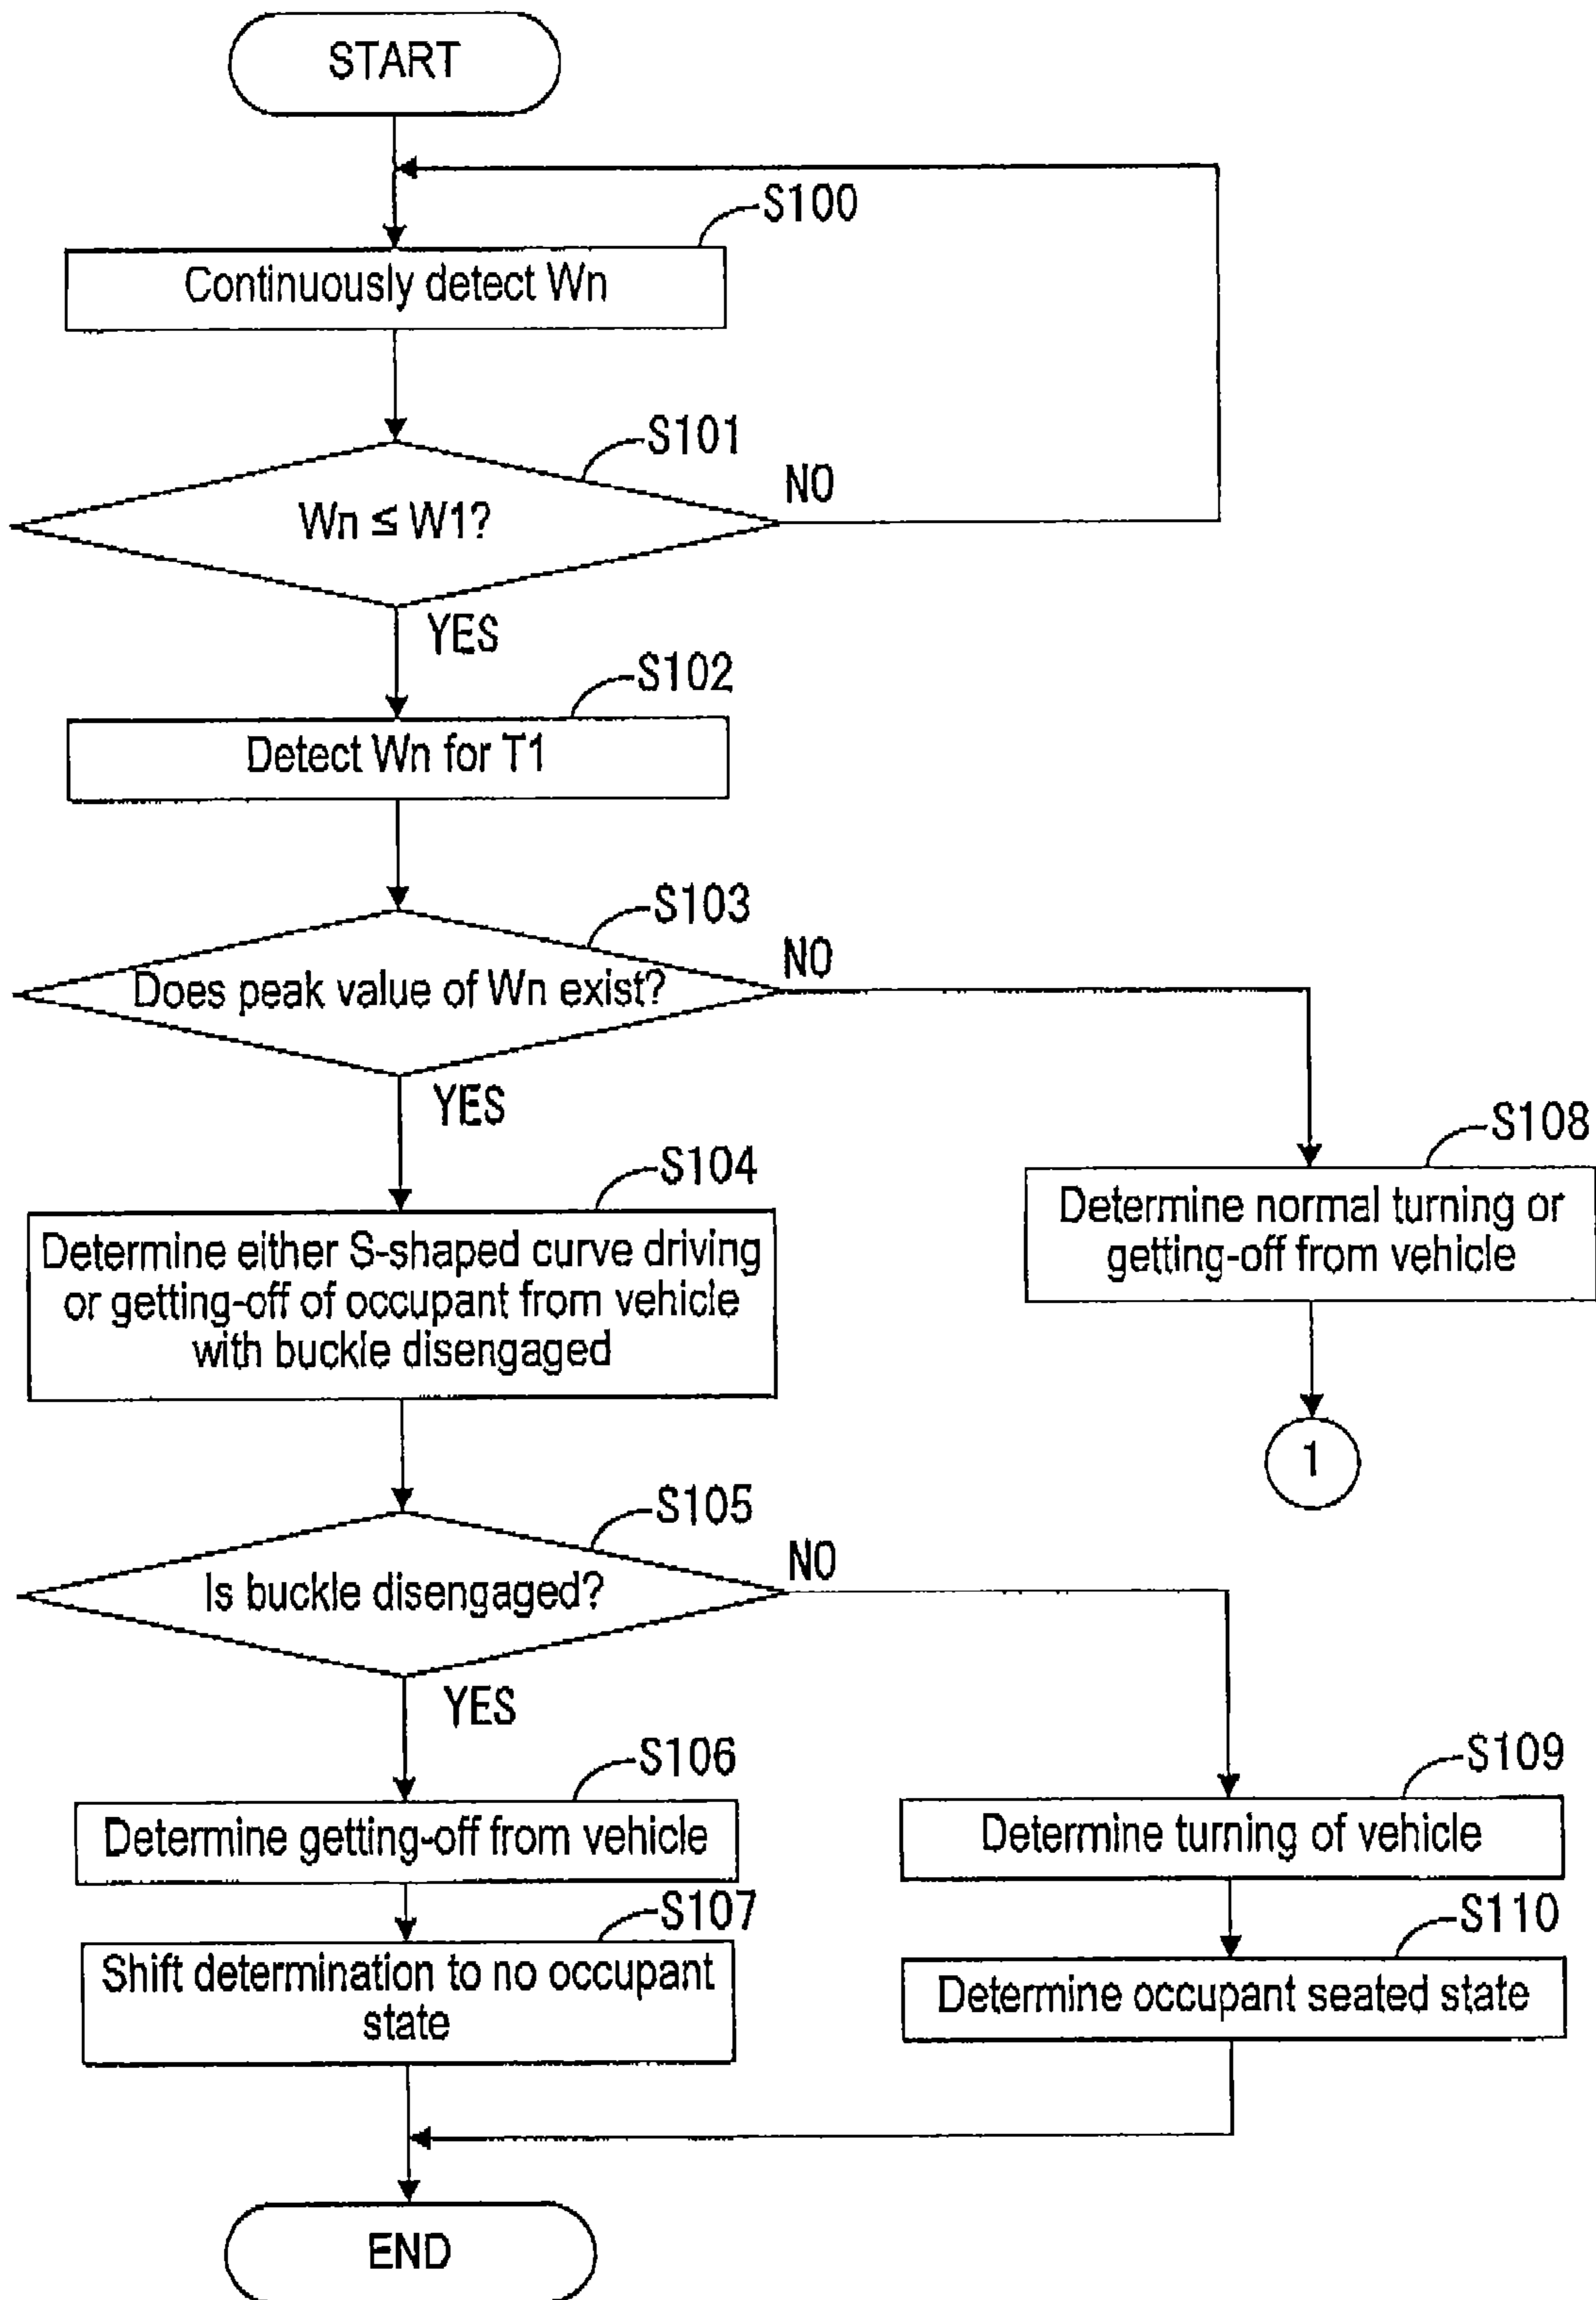 START
S100
Continuously detect Wn
S101
Wn ≦ W1?
NO
YES
S102
Detect Wn for T1
S103
Does peak value of Wn exist?
NO
YES
S104
Determine either S-shaped curve driving
or getting-off of occupant from vehicle
with buckle disengaged
S108
Determine normal turning or
getting-off from vehicle
1
S105
Is buckle disengaged?
NO
YES
S106
Determine getting-off from vehicle
S107
Shift determination to no occupant
state
S109
Determine turning of vehicle
S110
Determine occupant seated state
END